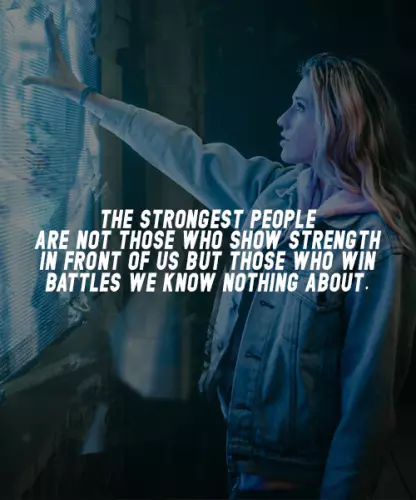 THE STRONGEST PEOPLE
ARE NOT THOSE WHO SHOW STRENGTH
IN FRONT OF US BUT THOSE WHO WIN
BATTLES WE KNOW NOTHING ABOUT.